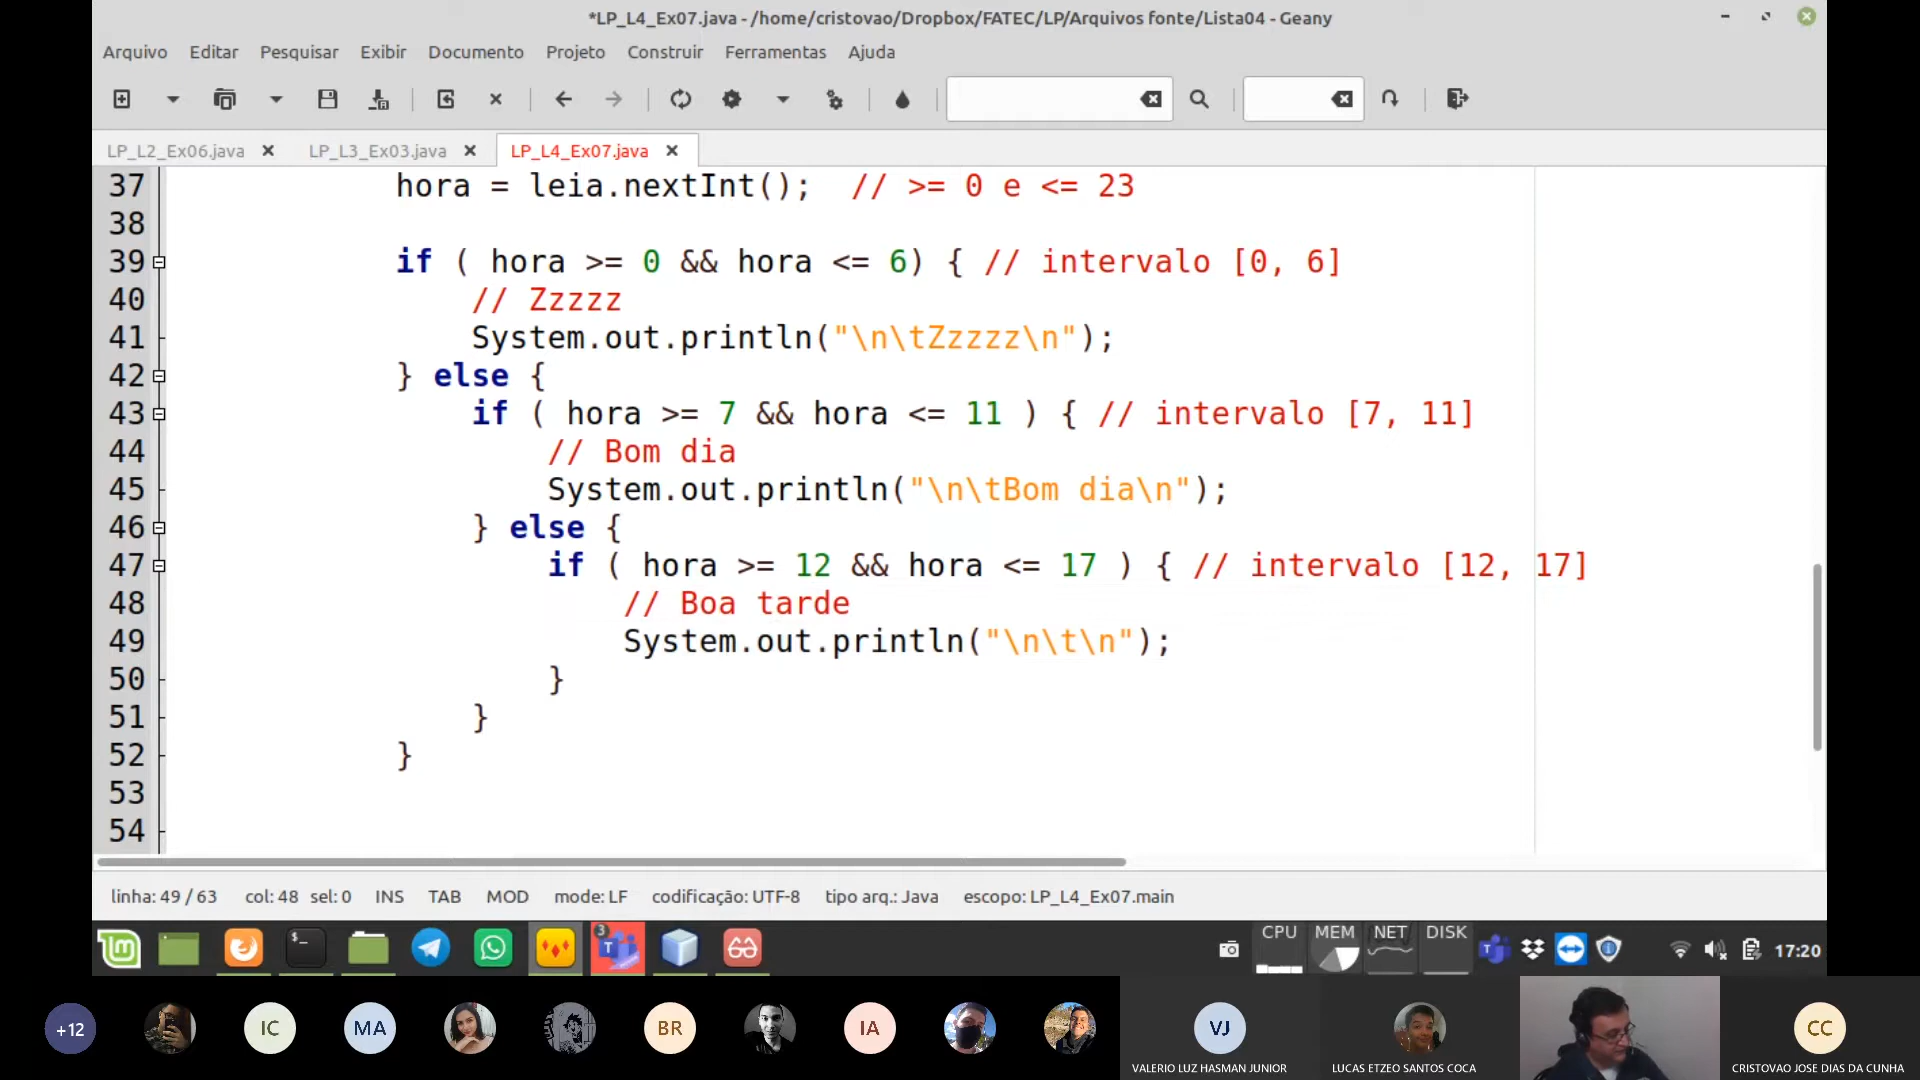 *LP_L4_Ex07.java - /home/cristovao/Dropbox/FATEC/LP/Arquivos fonte/Lista04 - Geany
Arquivo Editar Pesquisar Exibir Documento Projeto Construir Ferramentas Ajuda
LP_L2_Ex06.java LP_L3_Ex03.java LP_L4_Ex07.java
37 hora = leia.nextInt(); // >= 0 e <= 23
38
39 if ( hora >= 0 && hora <= 6) { // intervalo [0, 6]
40 // Zzzzz
41 System.out.println("\n\tZzzzz\n");
42 } else {
43 if ( hora >= 7 && hora <= 11 ) { // intervalo [7, 11]
44 // Bom dia
45 System.out.println("\n\tBom dia\n");
46 } else {
47 if ( hora >= 12 && hora <= 17 ) { // intervalo [12, 17]
48 // Boa tarde
49 System.out.println("\n\t\n");
50 }
51 }
52 }
53
54
linha: 49 / 63 col: 48 sel: 0 INS TAB MOD mode: LF codificação: UTF-8 tipo arq.: Java escopo: LP_L4_Ex07.main
3
CPU MEM NET DISK
17:20
+12 IC MA BR IA VJ CC
VALERIO LUZ HASMAN JUNIOR LUCAS ETZEO SANTOS COCA CRISTOVAO JOSE DIAS DA CUNHA